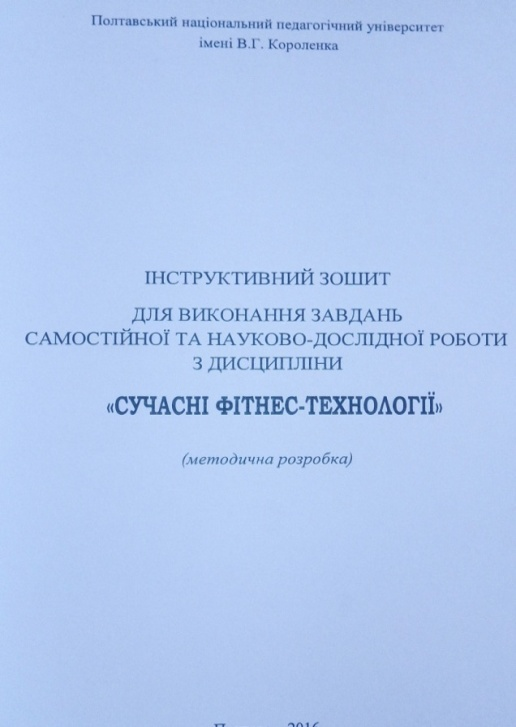 Полтавський національний педагогічний університет
імені В.Г. Короленка
ІНСТРУКТИВНИЙ ЗОШИТ
ДЛЯ ВИКОНАННЯ ЗАВДАНЬ
САМОСТІЙНОЇ ТА НАУКОВО-ДОСЛІДНОЇ РОБОТИ
З ДИСЦИПЛІНИ
«СУЧАСНІ ФІТНЕС-ТЕХНОЛОГІЇ»
(методична розробка)
2016